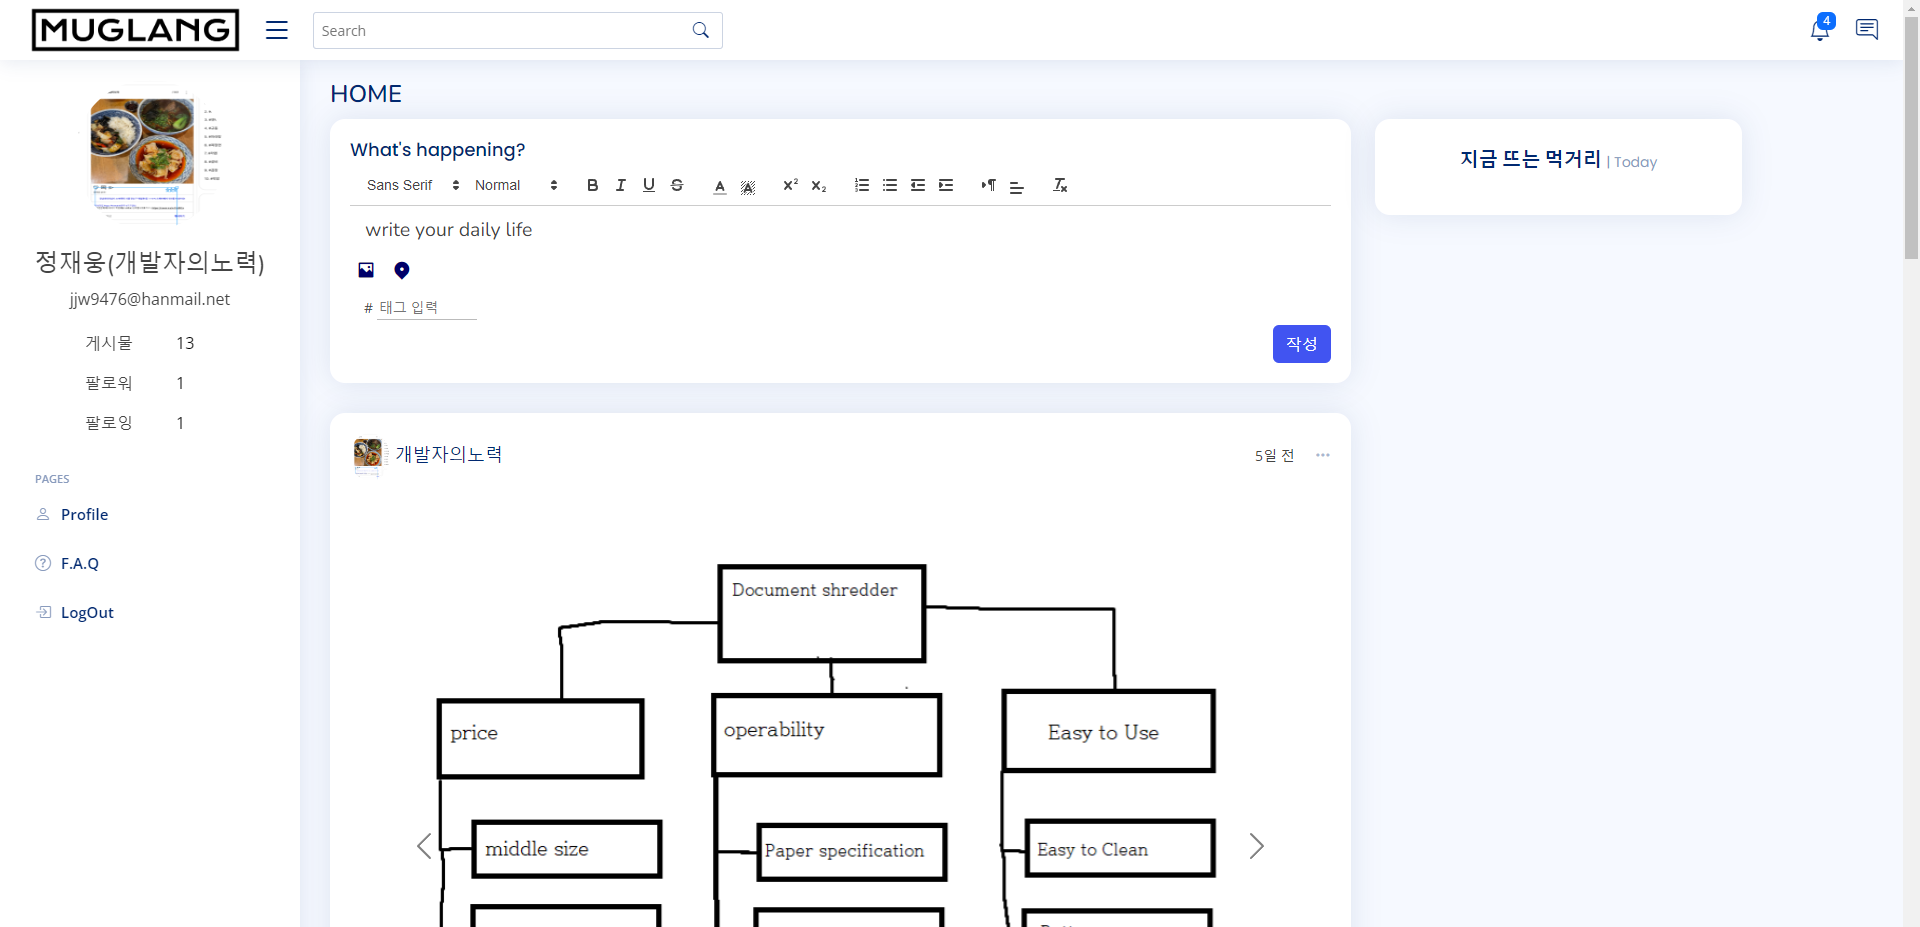 MUGLANG
Search
4
정재웅(개발자의노력)
jjw9476@hanmail.net
게시물 13
팔로워 1
팔로잉 1
PAGES
Profile
F.A.Q
LogOut
HOME
What's happening?
Sans Serif Normal B I U S A A x² x₂
write your daily life
# 태그 입력
작성
지금 뜨는 먹거리 | Today
개발자의노력 5일 전
Document shredder
price
operability
Easy to Use
middle size
Paper specification
Easy to Clean